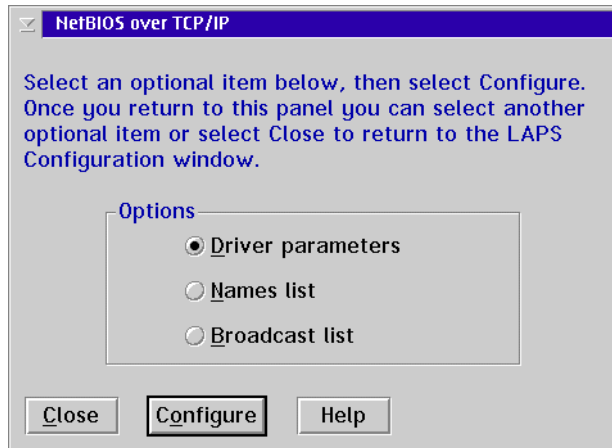 NetBIOS over TCP/IP
Select an optional item below, then select Configure.
Once you return to this panel you can select another
optional item or select Close to return to the LAPS
Configuration window.
Options
Driver parameters
Names list
Broadcast list
Close Configure Help